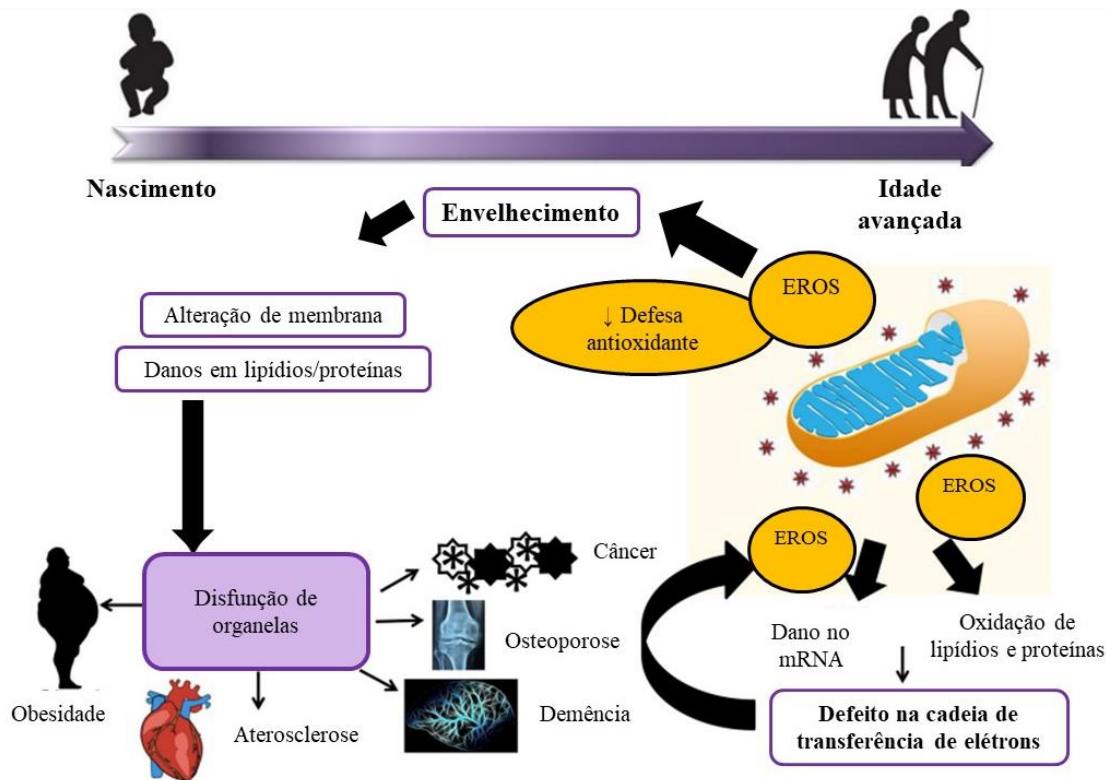 Nascimento
Idade
avançada
Envelhecimento
EROS
↓ Defesa
antioxidante
Alteração de membrana
Danos em lipídios/proteínas
EROS
EROS
Câncer
Disfunção de
organelas
Osteoporose
Dano no
mRNA
Oxidação de
lipídios e proteínas
Obesidade
Aterosclerose
Demência
Defeito na cadeia de
transferência de elétrons